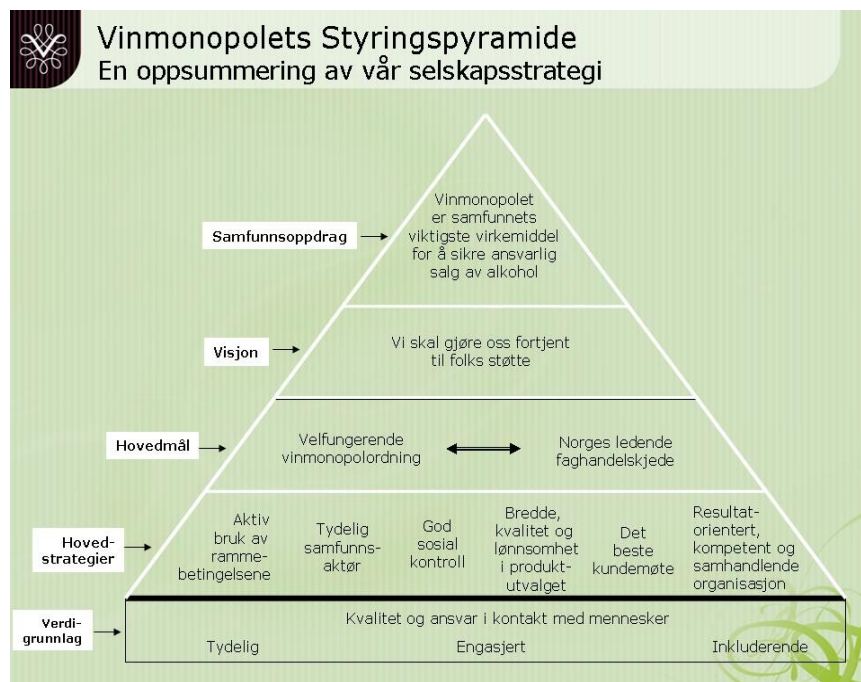 Vinmonopolets Styringspyramide
En oppsummering av vår selskapsstrategi
Samfunnsoppdrag
Vinmonopolet
er samfunnets
viktigste virkemiddel
for å sikre ansvarlig
salg av alkohol
Visjon
Vi skal gjøre oss fortjent
til folks støtte
Hovedmål
Velfungerende
vinmonopolordning
Norges ledende
faghandelskjede
Hoved-
strategier
Aktiv
bruk av
ramme-
betingelsene
Tydelig
samfunns-
aktør
God
sosial
kontroll
Bredde,
kvalitet og
lønnsomhet
i produkt-
utvalget
Det
beste
kundemøte
Resultat-
orientert,
kompetent og
samhandlende
organisasjon
Verdi-
grunnlag
Kvalitet og ansvar i kontakt med mennesker
Tydelig Engasjert Inkluderende